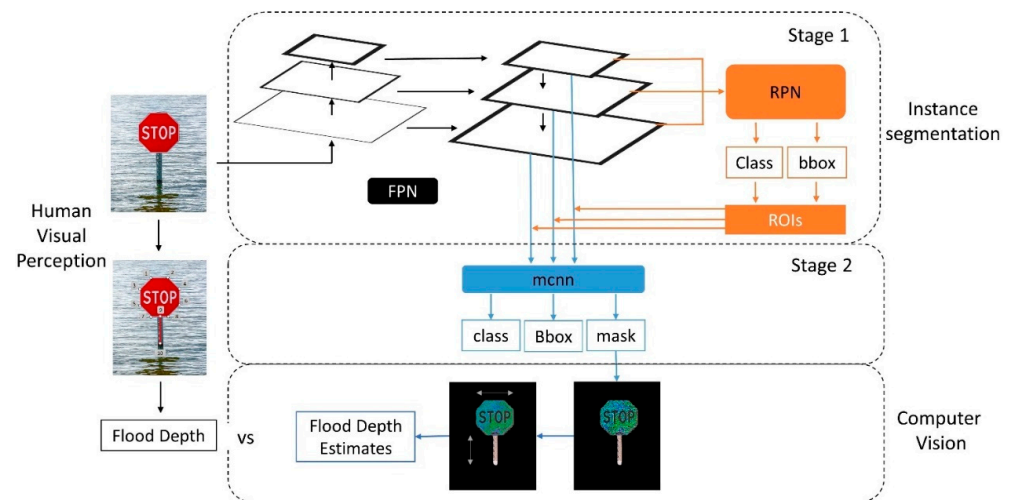 Stage 1
RPN
Instance
segmentation
STOP
Class
bbox
FPN
ROIs
Human
Visual
Perception
Stage 2
mcnn
STOP
class
Bbox
mask
STOP
STOP
Computer
Vision
Flood Depth
vs
Flood Depth
Estimates